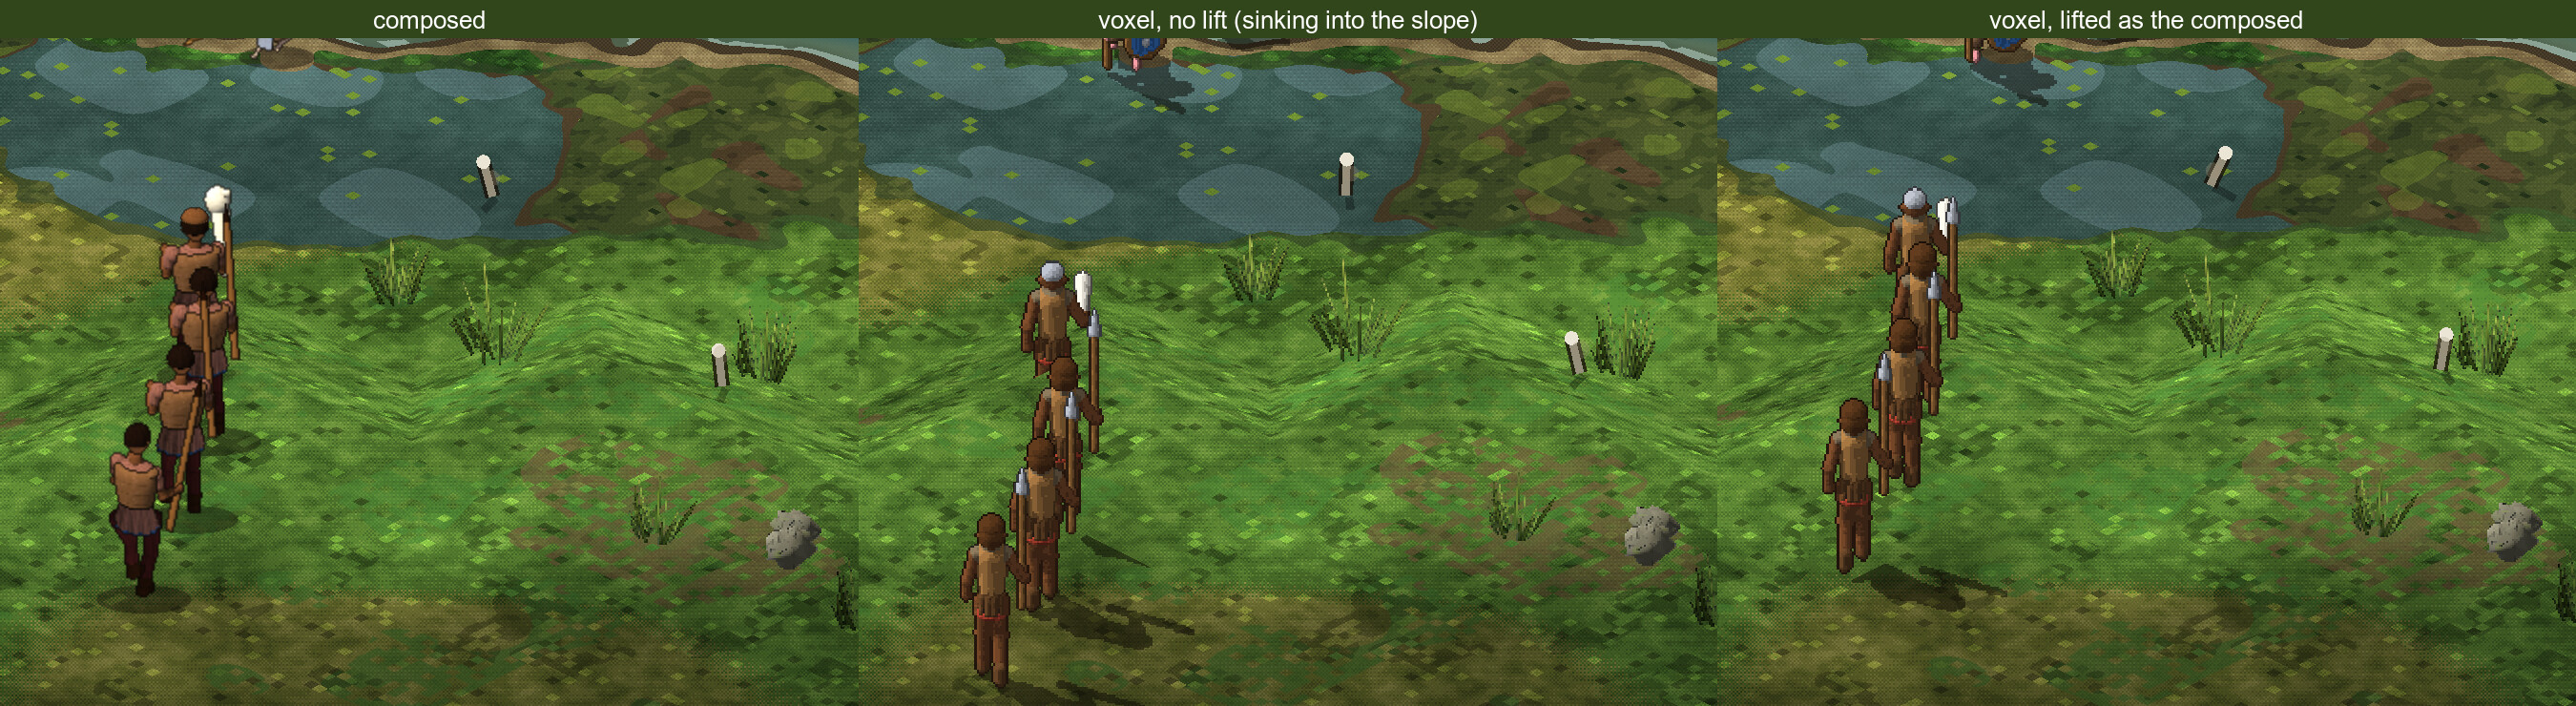 composed
voxel, no lift (sinking into the slope)
voxel, lifted as the composed